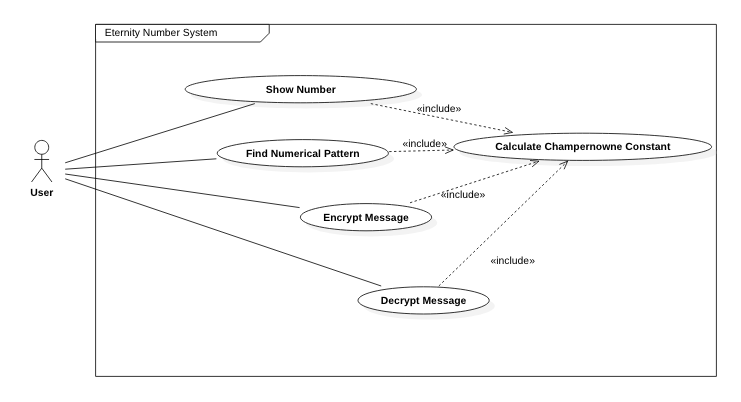 Eternity Number System
Show Number
«include»
Calculate Champernowne Constant
«include»
Find Numerical Pattern
User
«include»
Encrypt Message
«include»
Decrypt Message